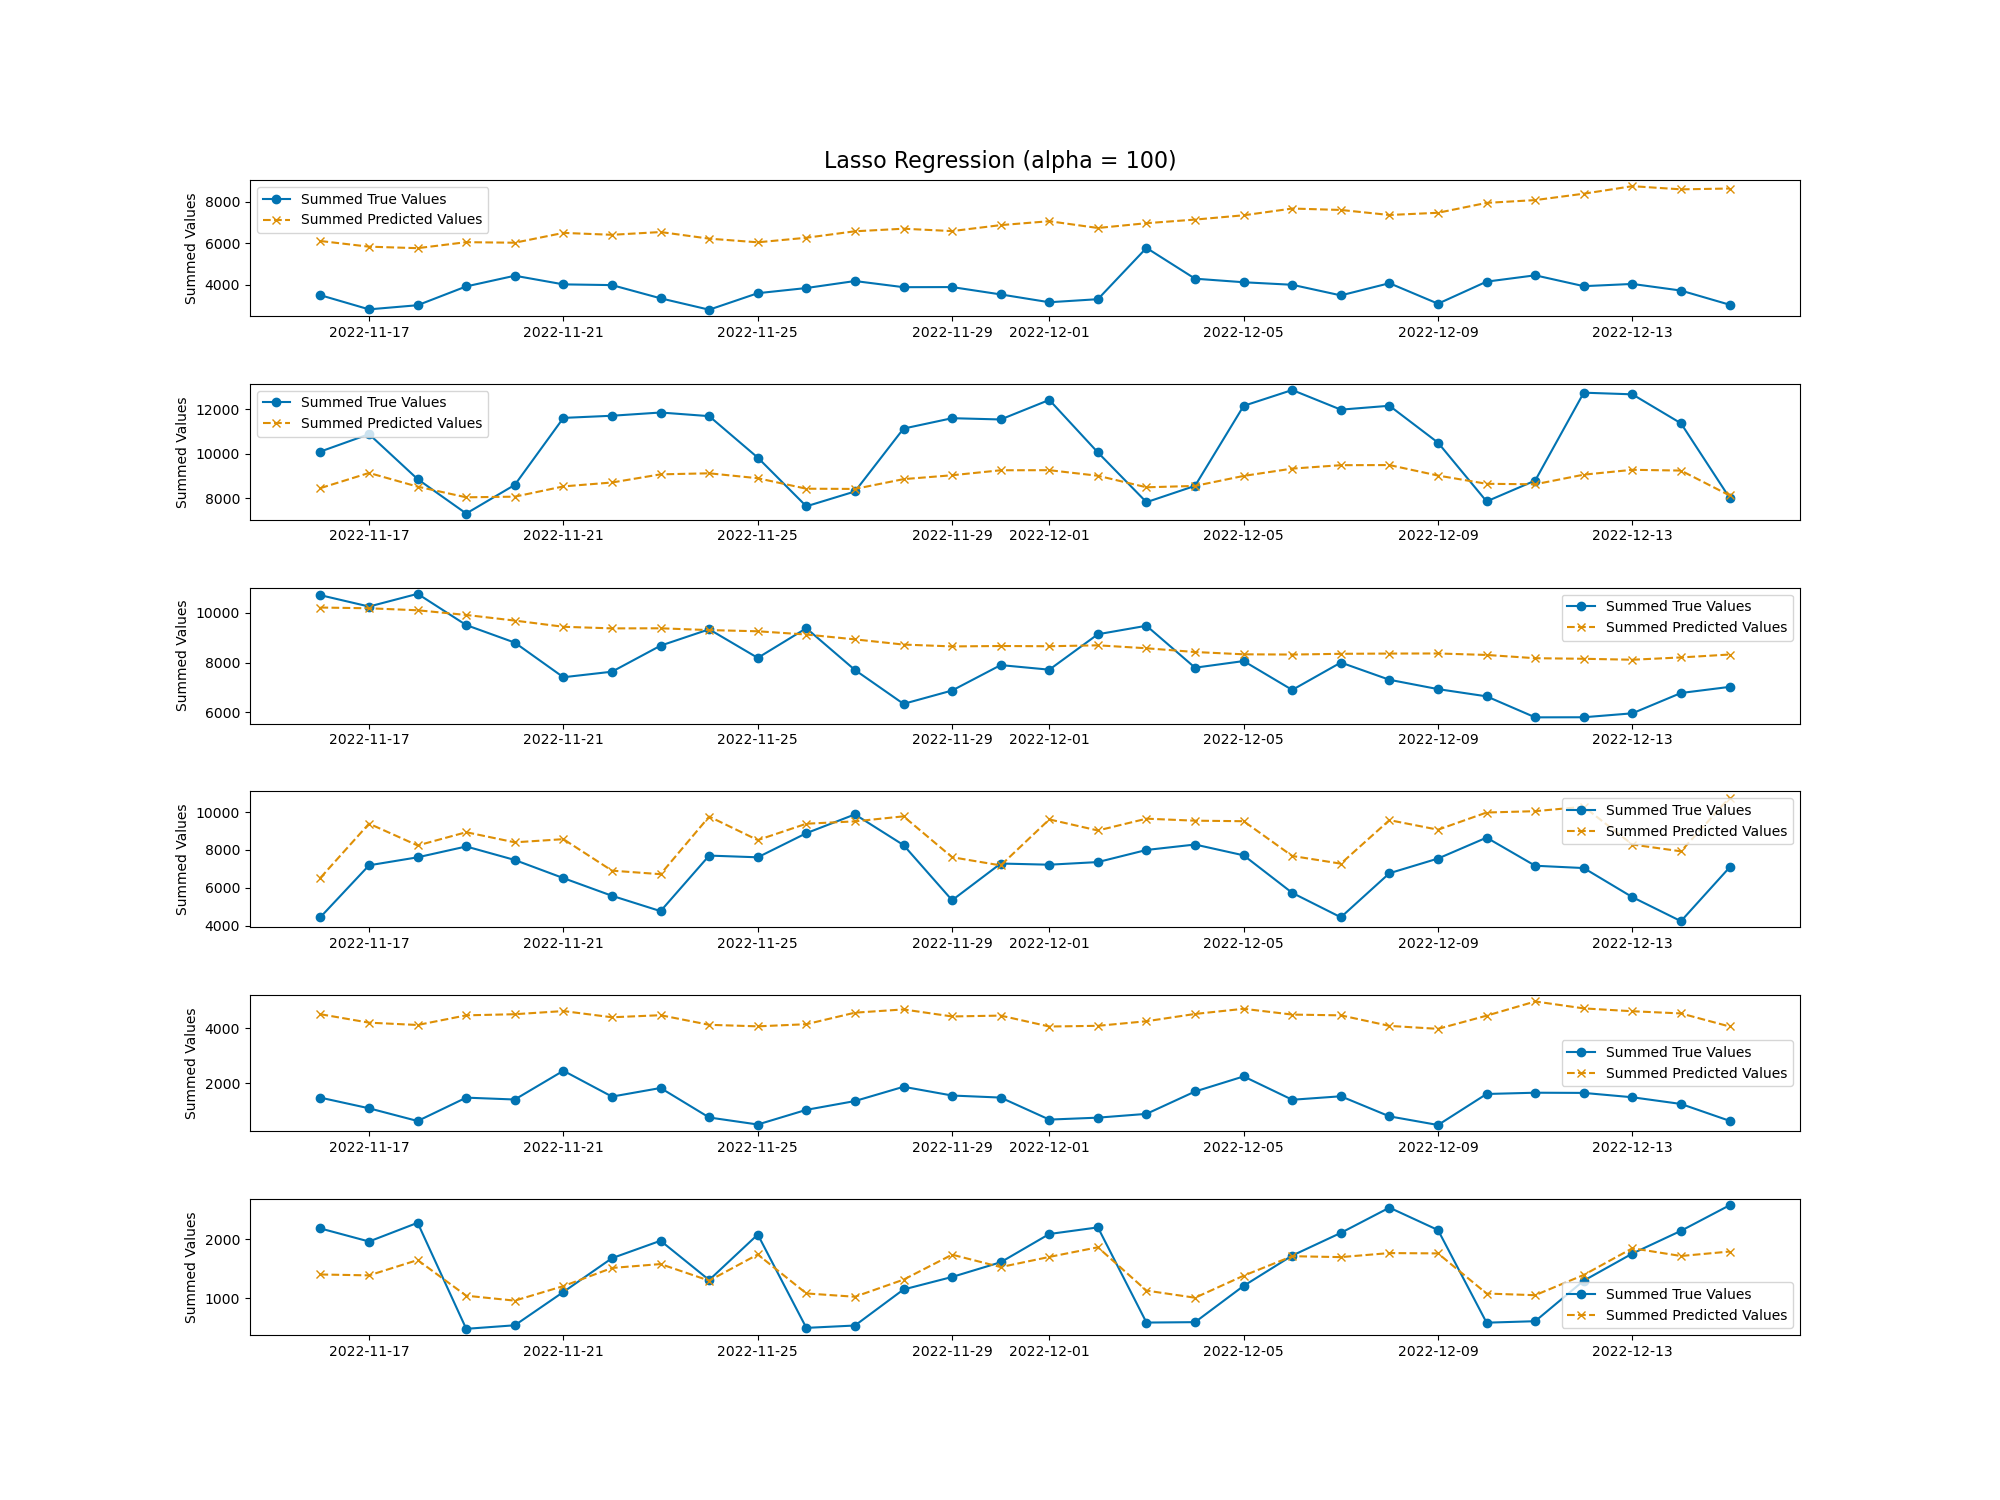 Lasso Regression (alpha = 100)
Summed Values
8000
6000
4000
Summed True Values
Summed Predicted Values
2022-11-17 2022-11-21 2022-11-25 2022-11-29 2022-12-01 2022-12-05 2022-12-09 2022-12-13
Summed Values
12000
10000
8000
Summed True Values
Summed Predicted Values
2022-11-17 2022-11-21 2022-11-25 2022-11-29 2022-12-01 2022-12-05 2022-12-09 2022-12-13
Summed Values
10000
8000
6000
Summed True Values
Summed Predicted Values
2022-11-17 2022-11-21 2022-11-25 2022-11-29 2022-12-01 2022-12-05 2022-12-09 2022-12-13
Summed Values
10000
8000
6000
4000
Summed True Values
Summed Predicted Values
2022-11-17 2022-11-21 2022-11-25 2022-11-29 2022-12-01 2022-12-05 2022-12-09 2022-12-13
Summed Values
4000
2000
Summed True Values
Summed Predicted Values
2022-11-17 2022-11-21 2022-11-25 2022-11-29 2022-12-01 2022-12-05 2022-12-09 2022-12-13
Summed Values
2000
1000
Summed True Values
Summed Predicted Values
2022-11-17 2022-11-21 2022-11-25 2022-11-29 2022-12-01 2022-12-05 2022-12-09 2022-12-13